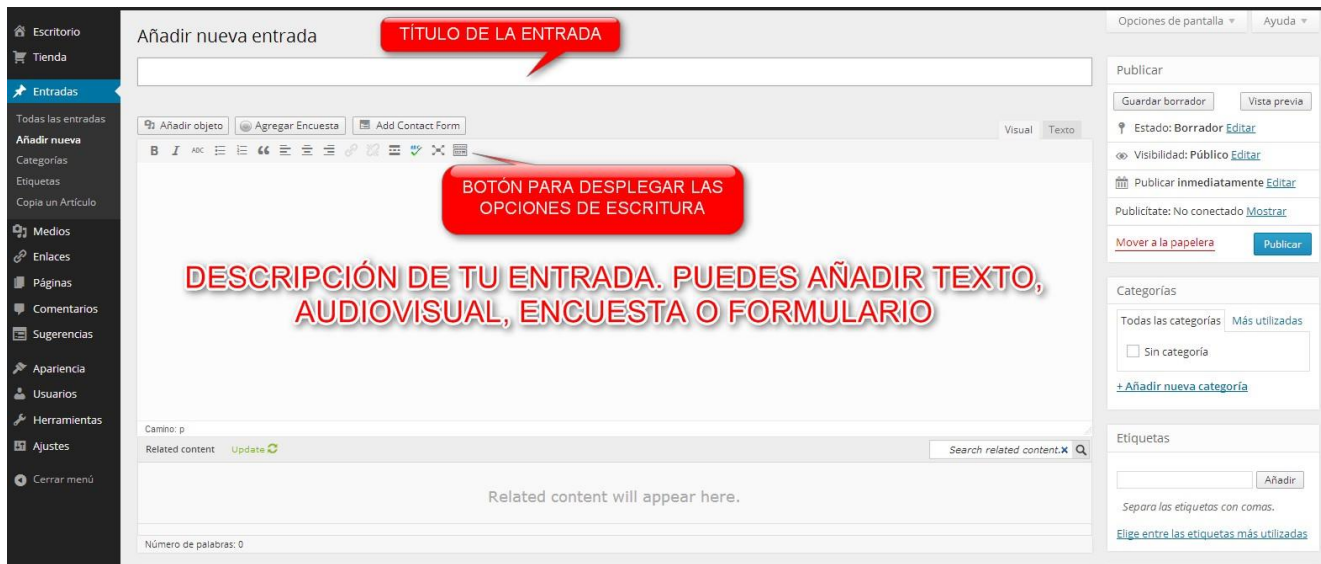 Escritorio
Tienda
Entradas
Todas las entradas
Añadir nueva
Categorías
Etiquetas
Copia un Artículo
Medios
Enlaces
Páginas
Comentarios
Sugerencias
Apariencia
Usuarios
Herramientas
Ajustes
Cerrar menú
Opciones de pantalla Ayuda
Añadir nueva entrada
TÍTULO DE LA ENTRADA
Añadir objeto Agregar Encuesta Add Contact Form
Visual Texto
B I ABC
BOTÓN PARA DESPLEGAR LAS
OPCIONES DE ESCRITURA
DESCRIPCIÓN DE TU ENTRADA. PUEDES AÑADIR TEXTO,
AUDIOVISUAL, ENCUESTA O FORMULARIO
Camino: p
Related content Update
Search related content.x
Related content will appear here.
Número de palabras: 0
Publicar
Guardar borrador Vista previa
Estado: Borrador Editar
Visibilidad: Público Editar
Publicar inmediatamente Editar
Publicítate: No conectado Mostrar
Mover a la papelera Publicar
Categorías
Todas las categorías Más utilizadas
Sin categoría
+ Añadir nueva categoría
Etiquetas
Añadir
Separa las etiquetas con comas.
Elige entre las etiquetas más utilizadas